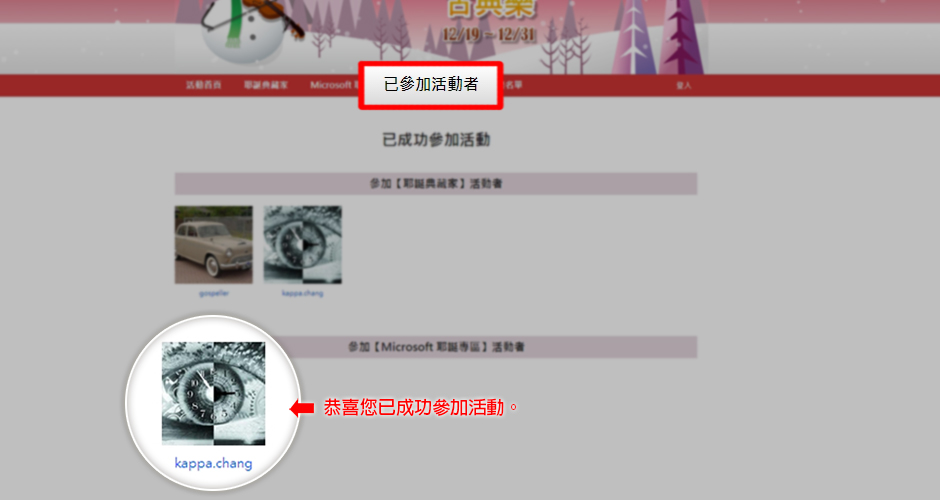 古典樂
12/19 ~ 12/31
活動首頁 耶誕典藏家 Microsoft 已參加活動者 名單 登入
已成功參加活動
參加【耶誕典藏家】活動者
gospeller kappa.chang
參加【Microsoft 耶誕專區】活動者
恭喜您已成功參加活動。
kappa.chang